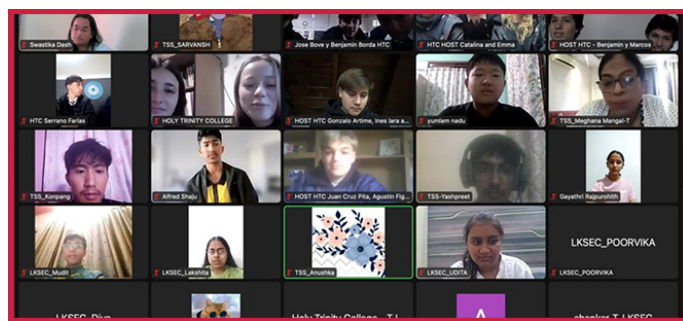 Swastika Dash
TSS_SARVANSH
Jose Bove y Benjamin Borda HTC
HTC HOST Catalina and Emma
HOST HTC - Benjamin y Marcos
HTC Serrano Farias
HOLY TRINITY COLLEGE
HOST HTC Gonzalo Artime, Ines lara a...
yumlam nadu
TSS_Meghana Mangal-T
TSS_Konpang
Alfred Shaju
HOST HTC Juan Cruz Pita, Agustin Fig...
TSS-Yashpreet
Gayathri Rajpurohith
LKSEC_Mudit
LKSEC_Lakshita
TSS_Anushka
LKSEC_UDITA
LKSEC_POORVIKA
LKSEC_POORVIKA
LKSEC_Diya
Holy Trinity College - T.J.
A
shankar T LKSEC